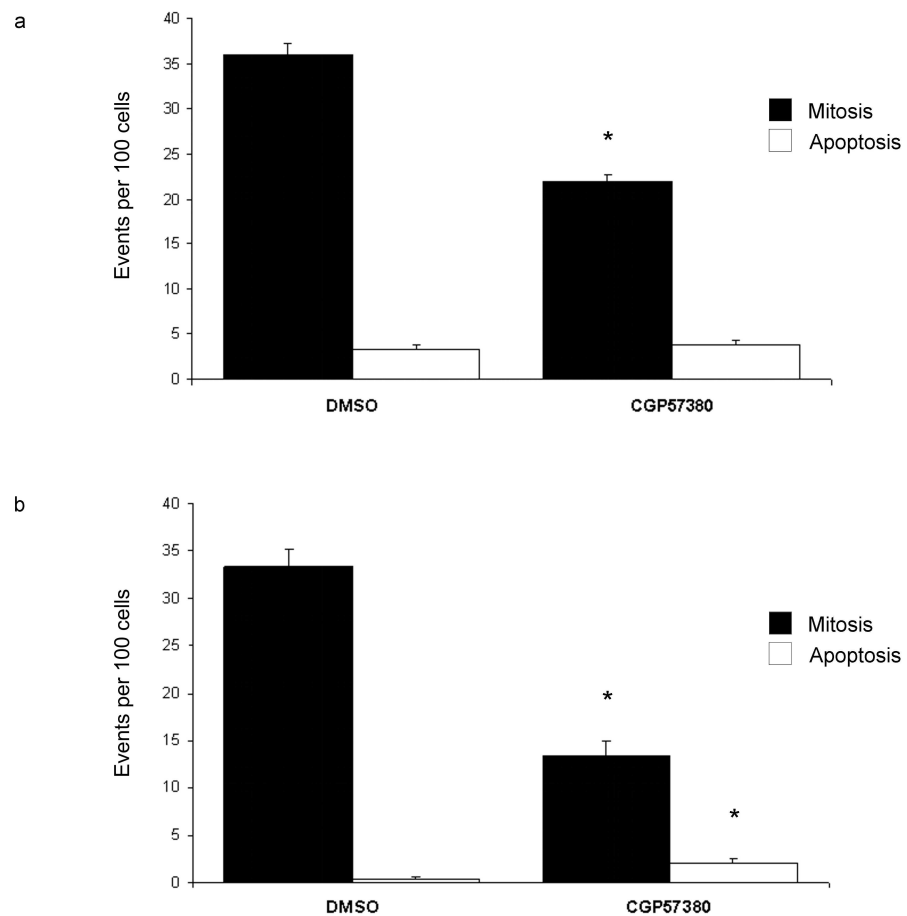 a
40
35
30
25
20
15
10
5
0
Events per 100 cells
*
Mitosis
Apoptosis
DMSO
CGP57380
b
40
35
30
25
20
15
10
5
0
Events per 100 cells
*
*
Mitosis
Apoptosis
DMSO
CGP57380